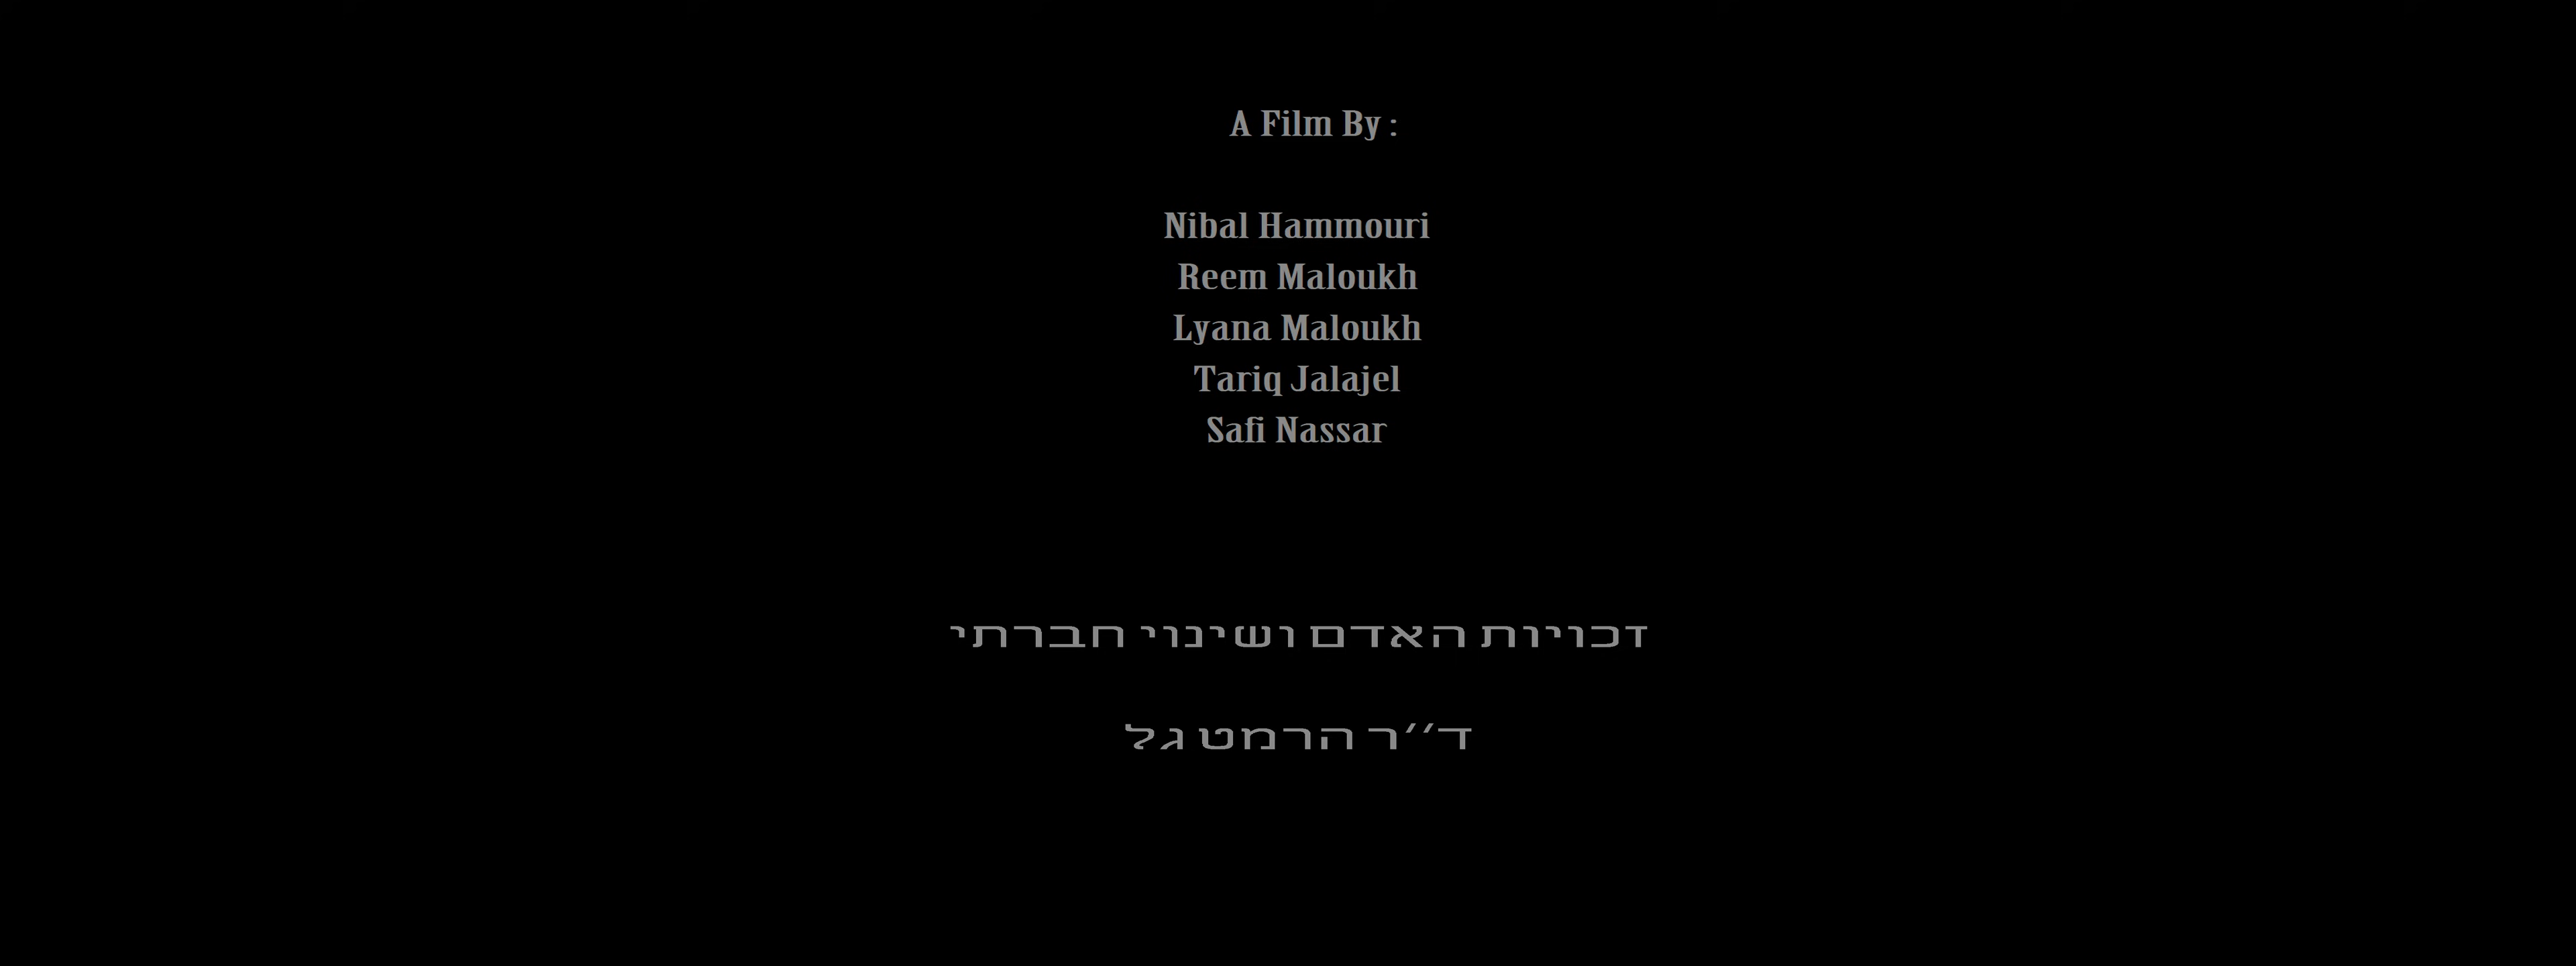 A Film By :
Nibal Hammouri
Reem Maloukh
Lyana Maloukh
Tariq Jalajel
Safi Nassar
זכויות האדם ושינוי חברתי
ד''ר הרמט גל